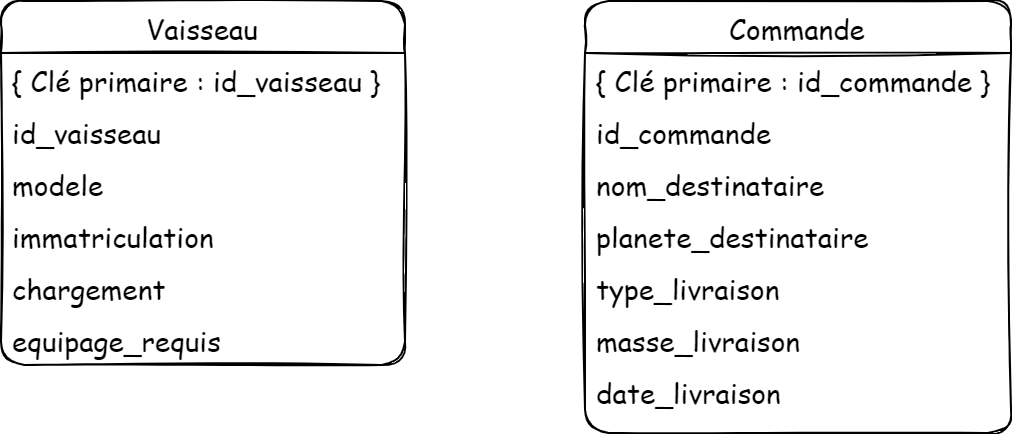 Vaisseau
{ Clé primaire : id_vaisseau }
id_vaisseau
modele
immatriculation
chargement
equipage_requis
Commande
{ Clé primaire : id_commande }
id_commande
nom_destinataire
planete_destinataire
type_livraison
masse_livraison
date_livraison